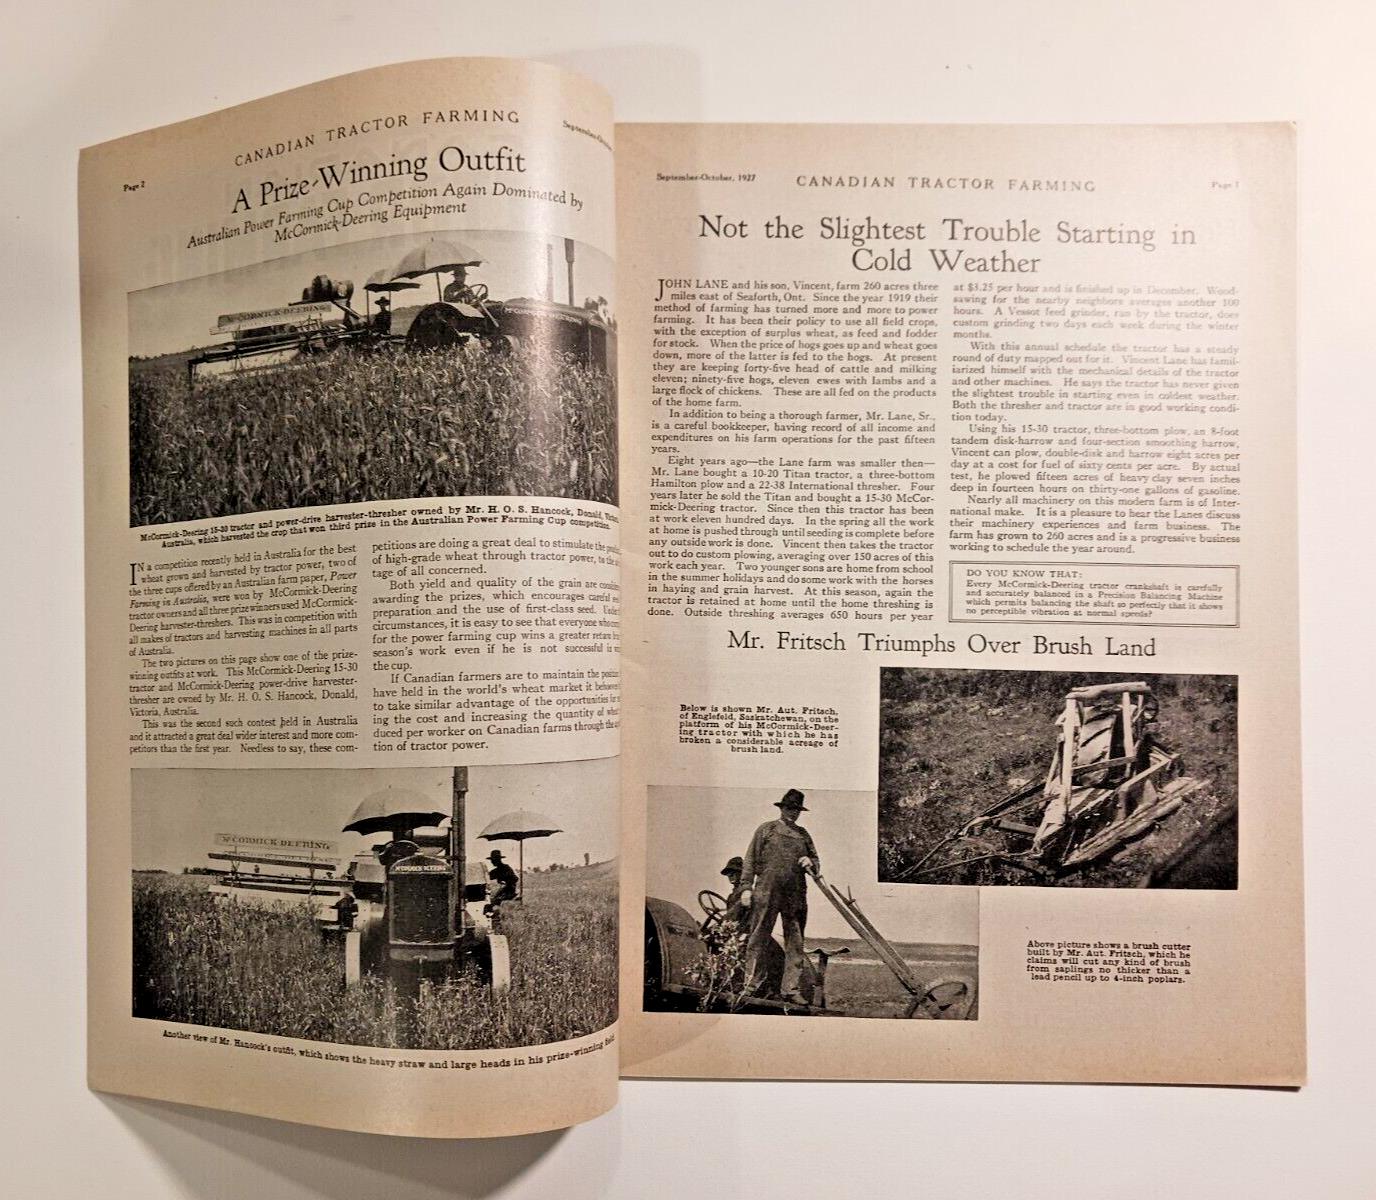 CANADIAN TRACTOR FARMING
Page 2
A Prize-Winning Outfit
Australian Power Farming Cup Competition Again Dominated by
McCormick-Deering Equipment
McCORMICK-DEERING
McCormick-Deering 15-30 tractor and power-drive harvester-thresher owned by Mr. H. O. S. Hancock, Donald,
Australia, which harvested the crop that won third prize in the Australian Power Farming Cup competition.
IN a competition recently held in Australia for the best
wheat grown and harvested by tractor power, two of
the three cups offered by an Australian farm paper, Power
Farming in Australia, were won by McCormick-Deering
tractor owners and all three prize winners used McCormick-
Deering harvester-threshers. This was in competition with
all makes of tractors and harvesting machines in all parts
of Australia.
The two pictures on this page show one of the prize-
winning outfits at work. This McCormick-Deering 15-30
tractor and McCormick-Deering power-drive harvester-
thresher are owned by Mr. H. O. S. Hancock, Donald,
Victoria, Australia.
This was the second such contest held in Australia
and it attracted a great deal wider interest and more com-
petitors than the first year. Needless to say, these com-
petitions are doing a great deal to stimulate the
of high-grade wheat through tractor power, to the
tage of all concerned.
Both yield and quality of the grain are
awarding the prizes, which encourages careful
preparation and the use of first-class seed.
circumstances, it is easy to see that everyone who
for the power farming cup wins a greater return
season's work even if he is not successful in
the cup.
If Canadian farmers are to maintain the
have held in the world's wheat market it
to take similar advantage of the opportunities
ing the cost and increasing the quantity of
duced per worker on Canadian farms through the
tion of tractor power.
McCORMICK-DEERING
McCORMICK-DEERING
Another view of Mr. Hancock's outfit, which shows the heavy straw and large heads in his prize-winning field
September-October, 1927
CANADIAN TRACTOR FARMING
Page
Not the Slightest Trouble Starting in
Cold Weather
JOHN LANE and his son, Vincent, farm 260 acres three
miles east of Seaforth, Ont. Since the year 1919 their
method of farming has turned more and more to power
farming. It has been their policy to use all field crops,
with the exception of surplus wheat, as feed and fodder
for stock. When the price of hogs goes up and wheat goes
down, more of the latter is fed to the hogs. At present
they are keeping forty-five head of cattle and milking
eleven; ninety-five hogs, eleven ewes with lambs and a
large flock of chickens. These are all fed on the products
of the home farm.
In addition to being a thorough farmer, Mr. Lane, Sr.,
is a careful bookkeeper, having record of all income and
expenditures on his farm operations for the past fifteen
years.
Eight years ago—the Lane farm was smaller then—
Mr. Lane bought a 10-20 Titan tractor, a three-bottom
Hamilton plow and a 22-38 International thresher. Four
years later he sold the Titan and bought a 15-30 McCor-
mick-Deering tractor. Since then this tractor has been
at work eleven hundred days. In the spring all the work
at home is pushed through until seeding is complete before
any outside work is done. Vincent then takes the tractor
out to do custom plowing, averaging over 150 acres of this
work each year. Two younger sons are home from school
in the summer holidays and do some work with the horses
in haying and grain harvest. At this season, again the
tractor is retained at home until the home threshing is
done. Outside threshing averages 650 hours per year
at $3.25 per hour and is finished up in December. Wood-
sawing for the nearby neighbors averages another 100
hours. A Vessot feed grinder, ran by the tractor, does
custom grinding two days each week during the winter
months.
With this annual schedule the tractor has a steady
round of duty mapped out for it. Vincent Lane has famil-
iarized himself with the mechanical details of the tractor
and other machines. He says the tractor has never given
the slightest trouble in starting even in coldest weather.
Both the thresher and tractor are in good working condi-
tion today.
Using his 15-30 tractor, three-bottom plow, an 8-foot
tandem disk-harrow and four-section smoothing harrow,
Vincent can plow, double-disk and harrow eight acres per
day at a cost for fuel of sixty cents per acre. By actual
test, he plowed fifteen acres of heavy clay seven inches
deep in fourteen hours on thirty-one gallons of gasoline.
Nearly all machinery on this modern farm is of Inter-
national make. It is a pleasure to hear the Lanes discuss
their machinery experiences and farm business. The
farm has grown to 260 acres and is a progressive business
working to schedule the year around.
DO YOU KNOW THAT:
Every McCormick-Deering tractor crankshaft is carefully
and accurately balanced in a Precision Balancing Machine
which permits balancing the shaft so perfectly that it shows
no perceptible vibration at normal speeds?
Mr. Fritsch Triumphs Over Brush Land
Below is shown Mr. Aut. Fritsch,
of Englefeld, Saskatchewan, on the
platform of his McCormick-Deer-
ing tractor with which he has
broken a considerable acreage of
brush land.
Above picture shows a brush cutter
built by Mr. Aut. Fritsch, which he
claims will cut any kind of brush
from saplings no thicker than a
lead pencil up to 4-inch poplars.